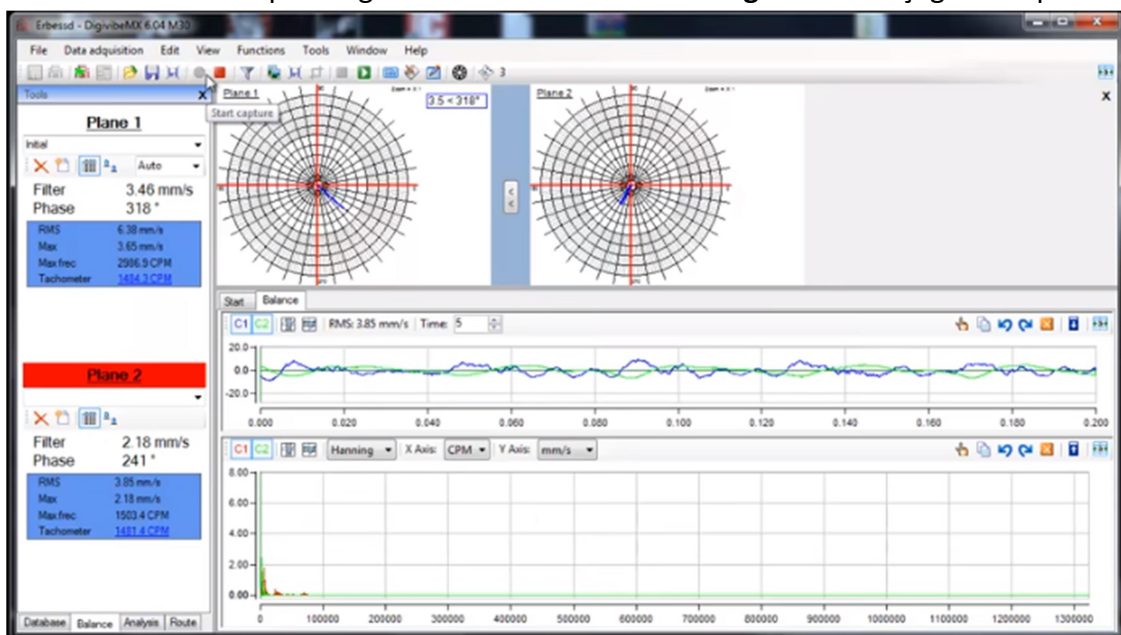 Erbessd - DigivibeMX 6.04 M30
File Data adquisition Edit View Functions Tools Window Help
3
Tools X
Start capture
Plane 1
Initial
Auto
Filter 3.46 mm/s
Phase 318 °
RMS 6.38 mm/s
Max 3.65 mm/s
Max frec 2986.9 CPM
Tachometer 1484.3 CPM
Plane 2
Filter 2.18 mm/s
Phase 241 °
RMS 3.85 mm/s
Max 2.18 mm/s
Max frec 1503.4 CPM
Tachometer 1481.4 CPM
Database Balance Analysis Route
Plane 1
3.5 < 318°
<
<
Plane 2
X
Start Balance
C1 C2 RMS: 3.85 mm/s Time: 5
20.0
0.0
-20.0
0.000 0.020 0.040 0.060 0.080 0.100 0.120 0.140 0.160 0.180 0.200
C1 C2 Hanning X Axis: CPM Y Axis: mm/s
8.00
6.00
4.00
2.00
0.00
0 100000 200000 300000 400000 500000 600000 700000 800000 900000 1000000 1100000 1200000 1300000